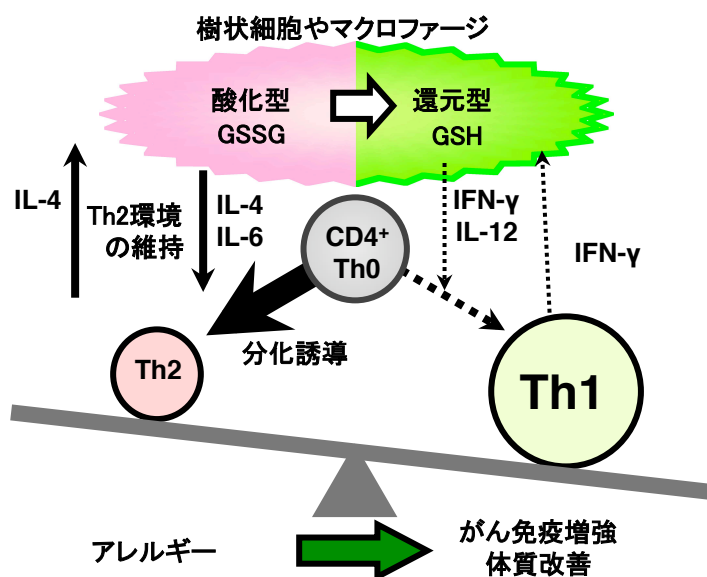 樹状細胞やマクロファージ
酸化型
GSSG
還元型
GSH
IL-4
Th2環境
の維持
IL-4
IL-6
CD4⁺
Th0
IFN-γ
IL-12
IFN-γ
分化誘導
Th2
Th1
アレルギー
がん免疫増強
体質改善